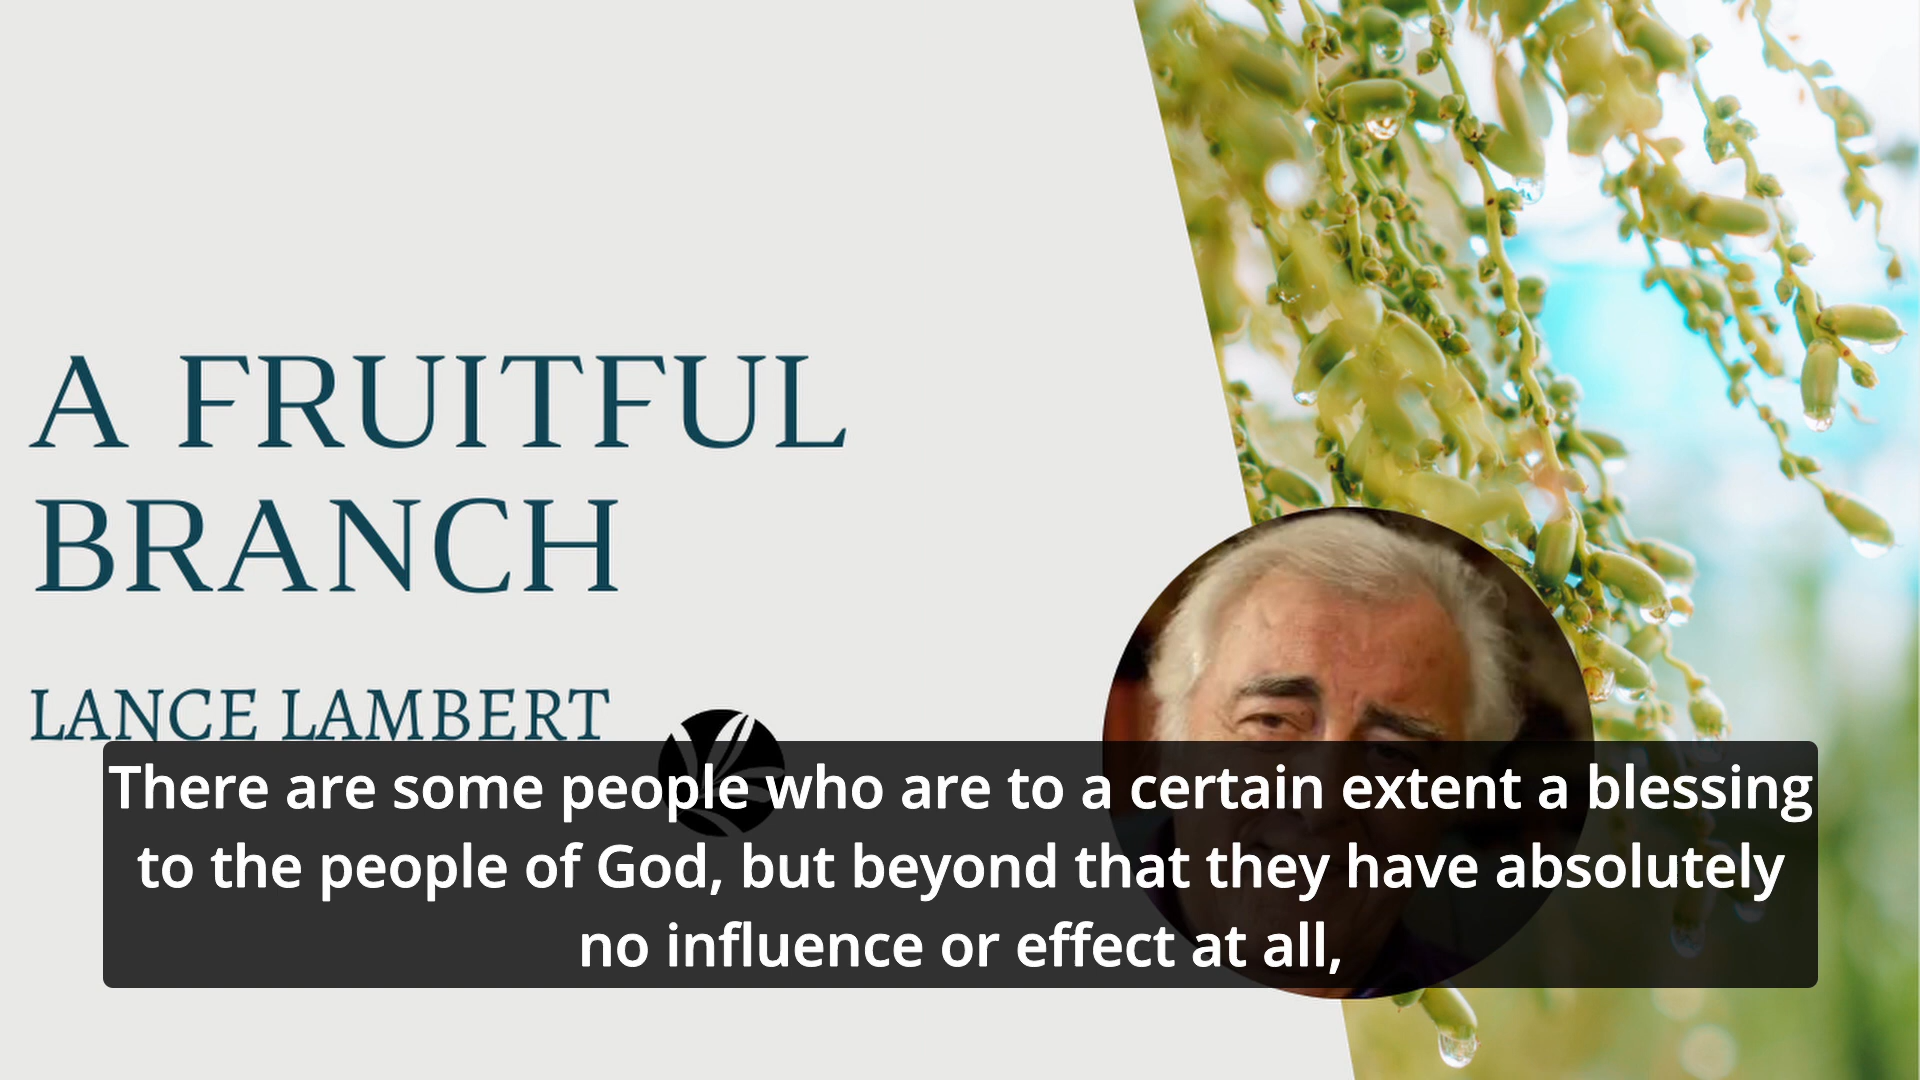 A FRUITFUL
BRANCH
LANCE LAMBERT
There are some people who are to a certain extent a blessing
to the people of God, but beyond that they have absolutely
no influence or effect at all,